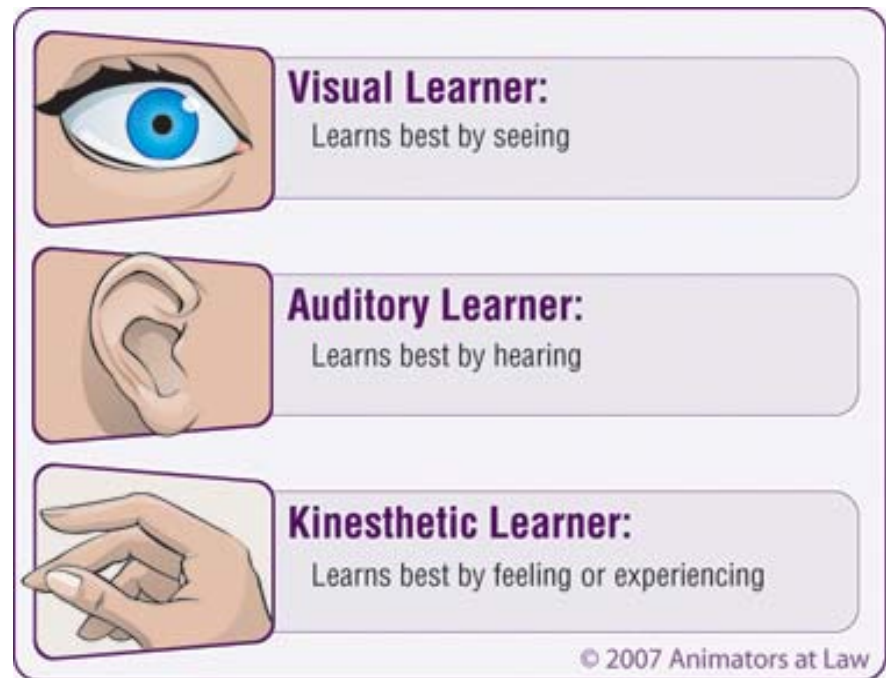 Visual Learner:
Learns best by seeing
Auditory Learner:
Learns best by hearing
Kinesthetic Learner:
Learns best by feeling or experiencing
© 2007 Animators at Law